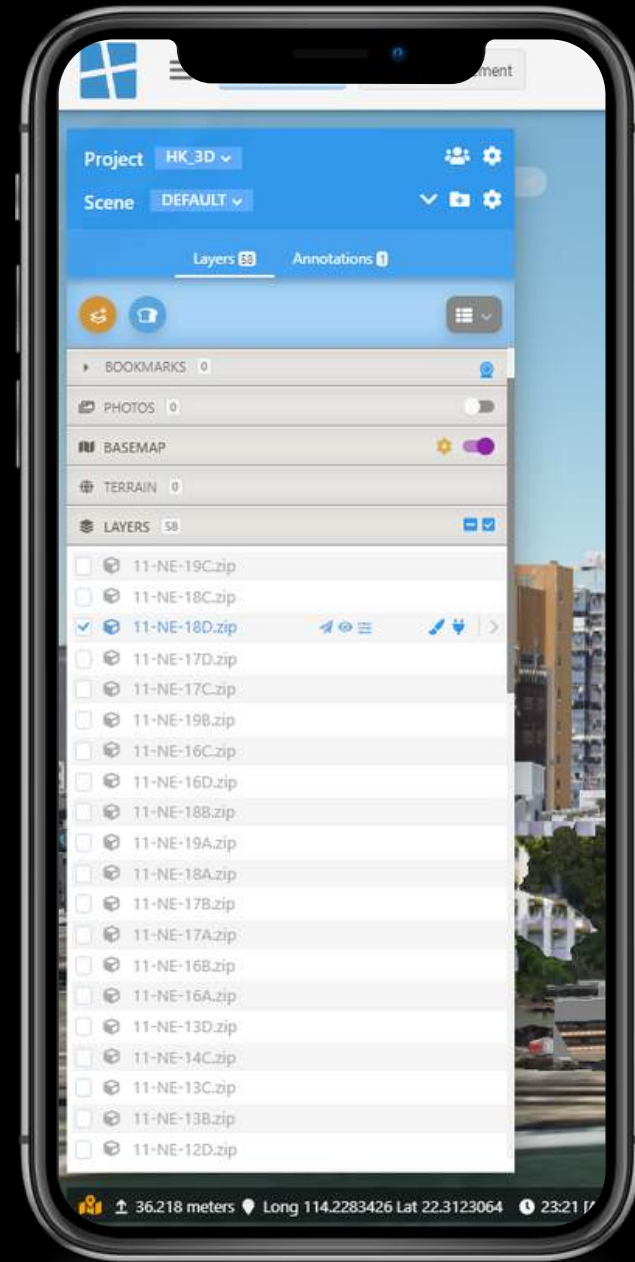 ment
Project HK_3D
Scene DEFAULT
Layers 58 Annotations 1
BOOKMARKS 0
PHOTOS 0
BASEMAP
TERRAIN 0
LAYERS 58
11-NE-19C.zip
11-NE-18C.zip
11-NE-18D.zip
11-NE-17D.zip
11-NE-17C.zip
11-NE-19B.zip
11-NE-16C.zip
11-NE-16D.zip
11-NE-18B.zip
11-NE-19A.zip
11-NE-18A.zip
11-NE-17B.zip
11-NE-17A.zip
11-NE-16B.zip
11-NE-16A.zip
11-NE-13D.zip
11-NE-14C.zip
11-NE-13C.zip
11-NE-13B.zip
11-NE-12D.zip
36.218 meters Long 114.2283426 Lat 22.3123064 23:21